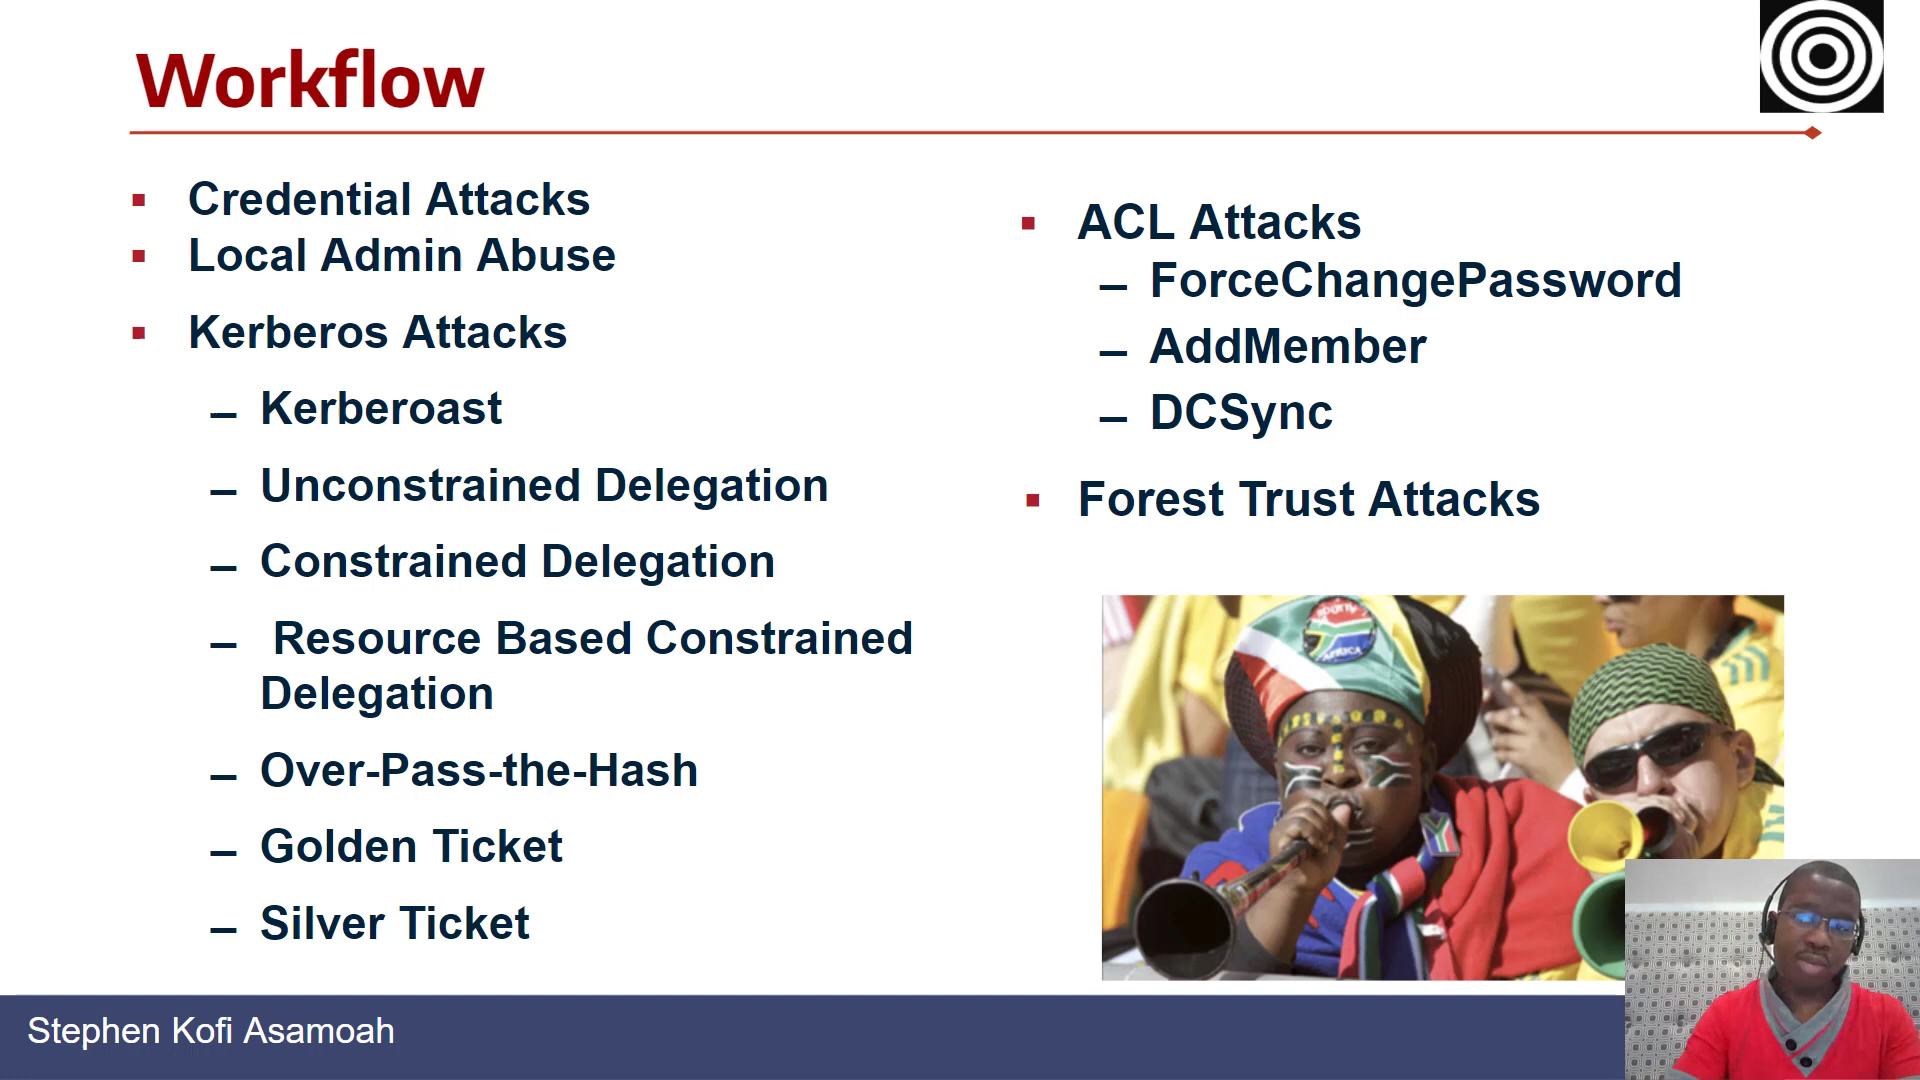 Workflow
Credential Attacks
Local Admin Abuse
Kerberos Attacks
Kerberoast
Unconstrained Delegation
Constrained Delegation
Resource Based Constrained
Delegation
Over-Pass-the-Hash
Golden Ticket
Silver Ticket
ACL Attacks
ForceChangePassword
AddMember
DCSync
Forest Trust Attacks
AFRICA
Stephen Kofi Asamoah